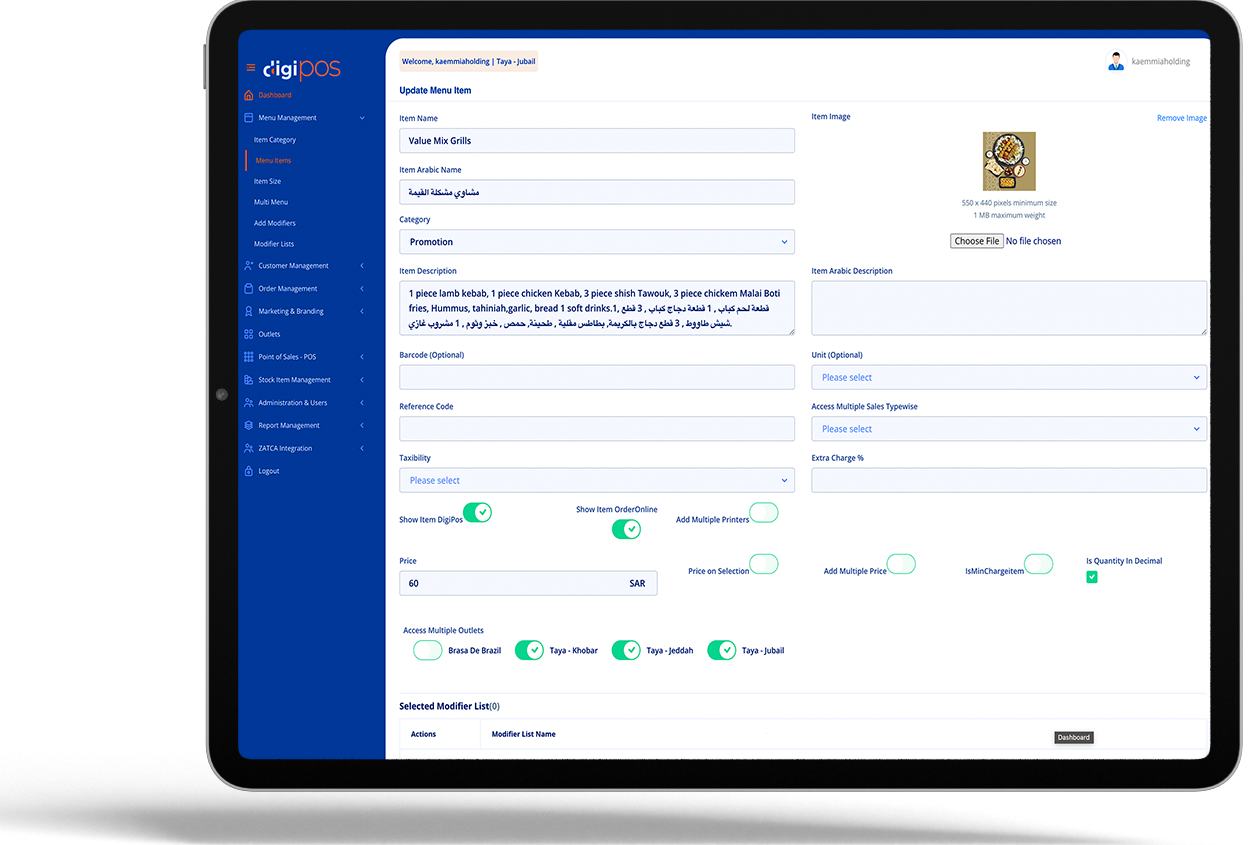 digipos
Dashboard
Menu Management
Item Category
Menu Items
Item Size
Multi Menu
Add Modifiers
Modifier Lists
Customer Management
Order Management
Marketing & Branding
Outlets
Point of Sales - POS
Stock Item Management
Administration & Users
Report Management
ZATCA Integration
Logout
Welcome, kaemmiaholding | Taya - Jubail
kaemmiaholding
Update Menu Item
Item Name
Value Mix Grills
Item Arabic Name
مشاوي مشكلة القيمة
Category
Promotion
Item Image
Remove Image
550 x 440 pixels minimum size
1 MB maximum weight
Choose File No file chosen
Item Description
1 piece lamb kebab, 1 piece chicken Kebab, 3 piece shish Tawouk, 3 piece chickem Malai Boti
fries, Hummus, tahiniah,garlic, bread 1 soft drinks.1, قطعة لحم كباب , 1 قطعة دجاج كباب , 3 قطع
شيش طاووط , 3 قطع دجاج بالكريمة, بطاطس مقلية , طحينة, حمص , خبز وثوم , 1 مشروب غازي.
Item Arabic Description
Barcode (Optional)
Unit (Optional)
Please select
Reference Code
Access Multiple Sales Typewise
Please select
Taxibility
Please select
Extra Charge %
Show Item DigiPos
Show Item OrderOnline
Add Multiple Printers
Price
60 SAR
Price on Selection
Add Multiple Price
IsMinChargeitem
Is Quantity In Decimal
Access Multiple Outlets
Brasa De Brazil
Taya - Khobar
Taya - Jeddah
Taya - Jubail
Selected Modifier List(0)
Actions
Modifier List Name
Dashboard